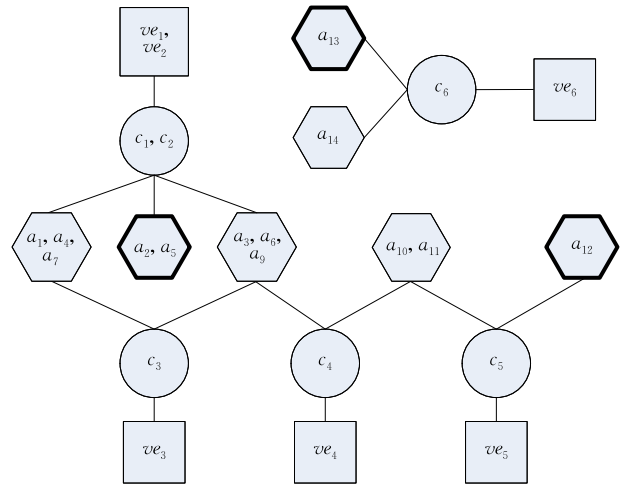 ve₁,
ve₂
a₁₃
c₆
ve₆
a₁₄
c₁, c₂
a₁, a₄,
a₇
a₂, a₅
a₃, a₆,
a₉
a₁₀, a₁₁
a₁₂
c₃
c₄
c₅
ve₃
ve₄
ve₅